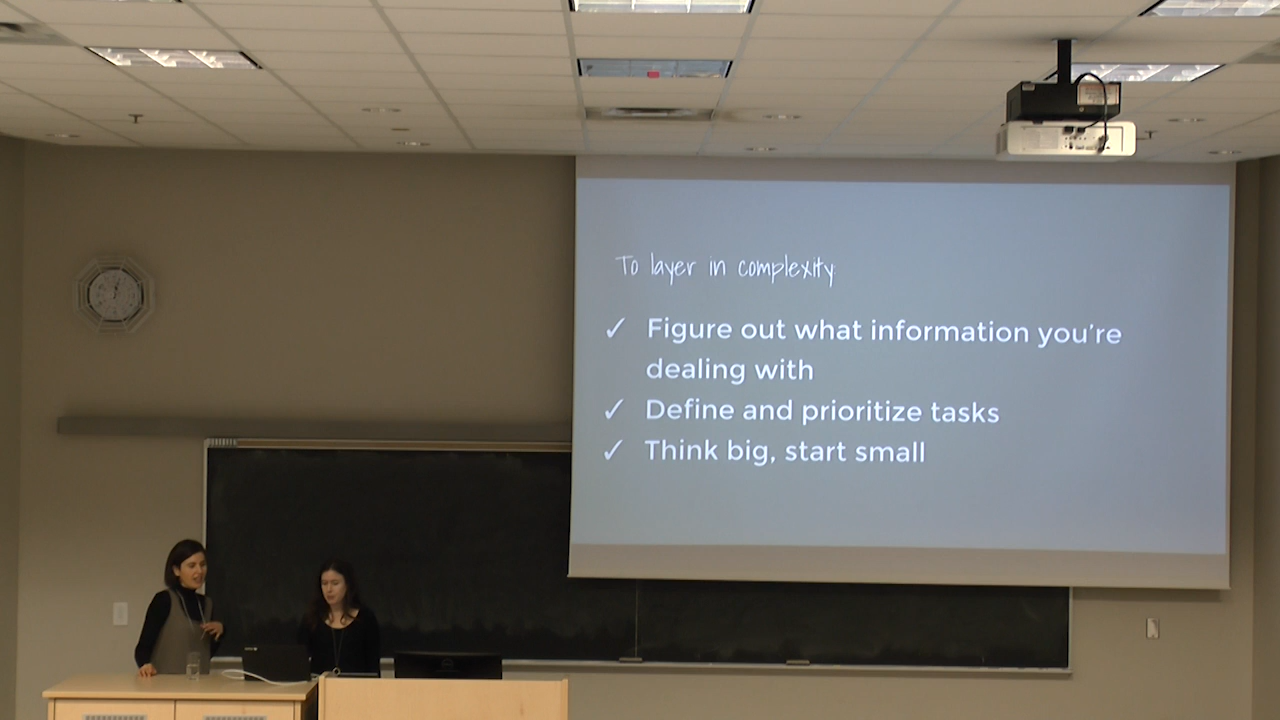 To layer in complexity:
✓ Figure out what information you're
dealing with
✓ Define and prioritize tasks
✓ Think big, start small